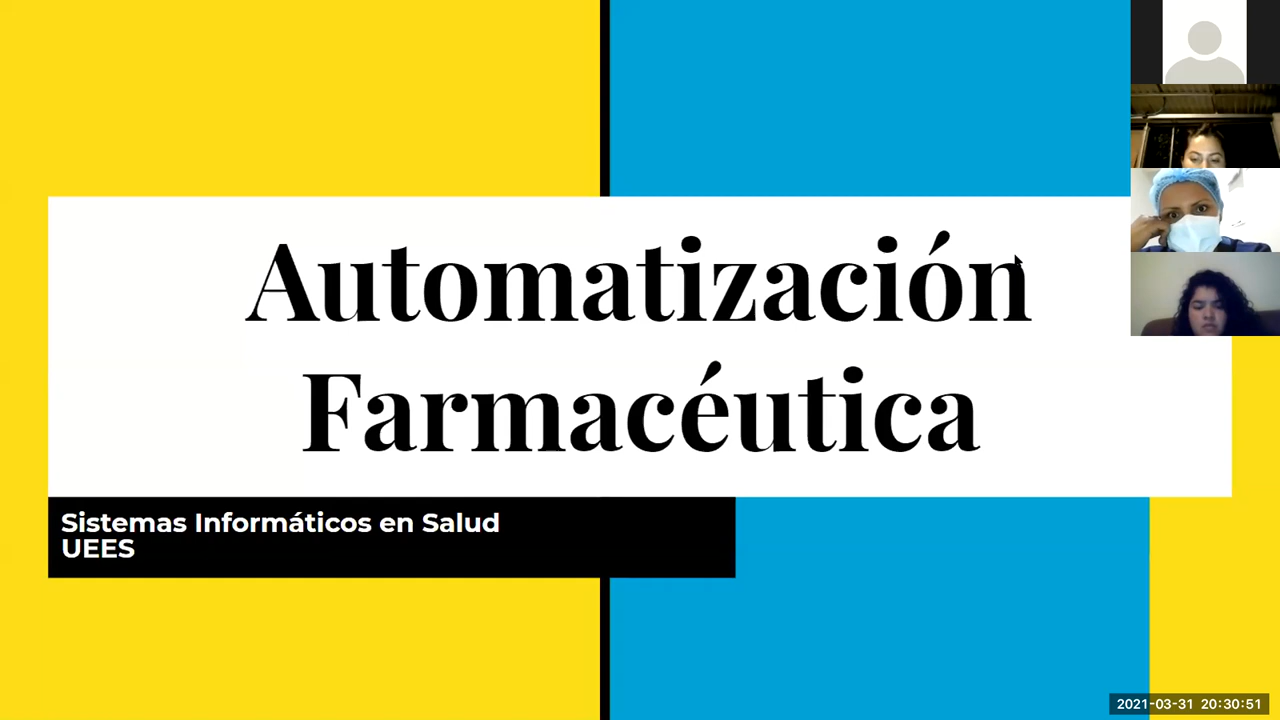 Automatización
Farmacéutica
Sistemas Informáticos en Salud
UEES
2021-03-31 20:30:51